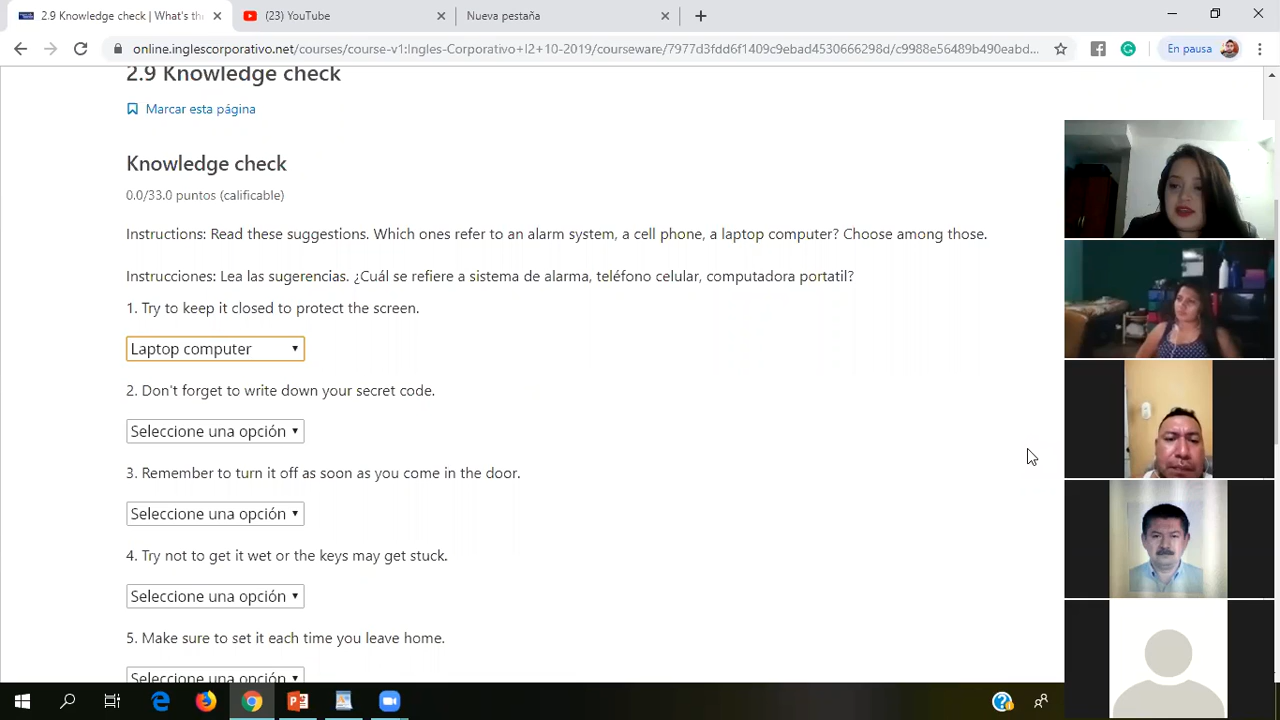 2.9 Knowledge check | What's th
(23) YouTube
Nueva pestaña
online.inglescorporativo.net/courses/course-v1:Ingles-Corporativo+I2+10-2019/courseware/7977d3fdd6f1409c9ebad4530666298d/c9988e56489b490eabd...
En pausa
2.9 Knowledge check
Marcar esta página
Knowledge check
0.0/33.0 puntos (calificable)
Instructions: Read these suggestions. Which ones refer to an alarm system, a cell phone, a laptop computer? Choose among those.
Instrucciones: Lea las sugerencias. ¿Cuál se refiere a sistema de alarma, teléfono celular, computadora portatil?
1. Try to keep it closed to protect the screen.
Laptop computer
2. Don't forget to write down your secret code.
Seleccione una opción
3. Remember to turn it off as soon as you come in the door.
Seleccione una opción
4. Try not to get it wet or the keys may get stuck.
Seleccione una opción
5. Make sure to set it each time you leave home.
Seleccione una opción